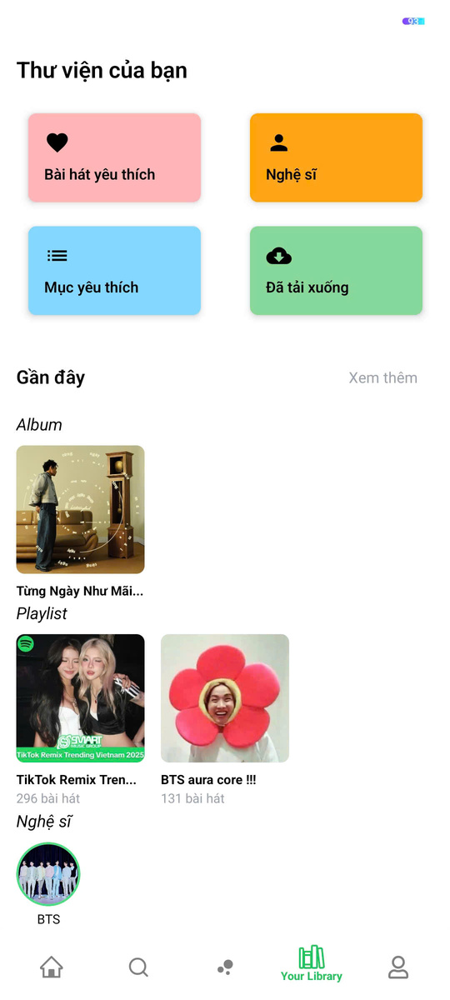 93
Thư viện của bạn
Bài hát yêu thích
Nghệ sĩ
Mục yêu thích
Đã tải xuống
Gần đây
Xem thêm
Album
Từng Ngày Như Mãi...
Playlist
SMART
MUSIC GROUP
TikTok Remix Trending Vietnam 2025
TikTok Remix Tren...
BTS aura core !!!
296 bài hát
131 bài hát
Nghệ sĩ
BTS
Your Library